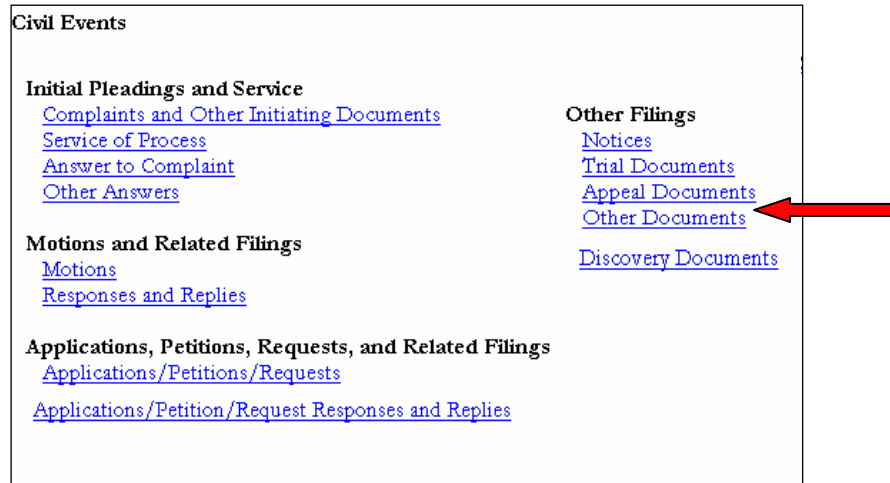 Civil Events
Initial Pleadings and Service
Complaints and Other Initiating Documents
Service of Process
Answer to Complaint
Other Answers
Motions and Related Filings
Motions
Responses and Replies
Applications, Petitions, Requests, and Related Filings
Applications/Petitions/Requests
Applications/Petition/Request Responses and Replies
Other Filings
Notices
Trial Documents
Appeal Documents
Other Documents
Discovery Documents